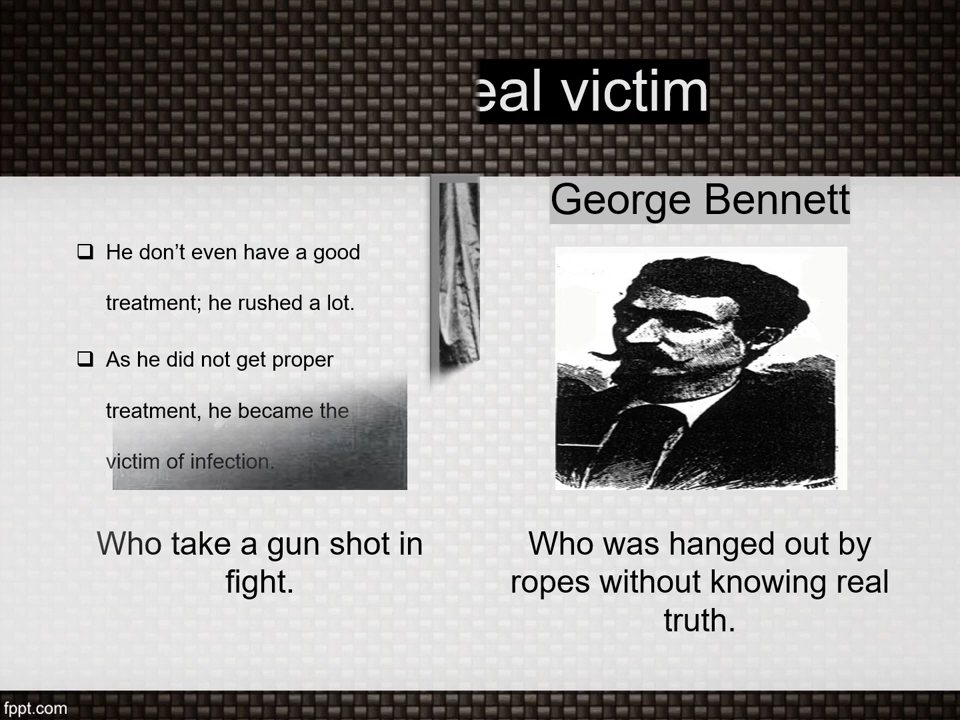 eal victim
George Bennett
❑ He don't even have a good
treatment; he rushed a lot.
❑ As he did not get proper
treatment, he became the
victim of infection.
Who take a gun shot in
fight.
Who was hanged out by
ropes without knowing real
truth.
fppt.com